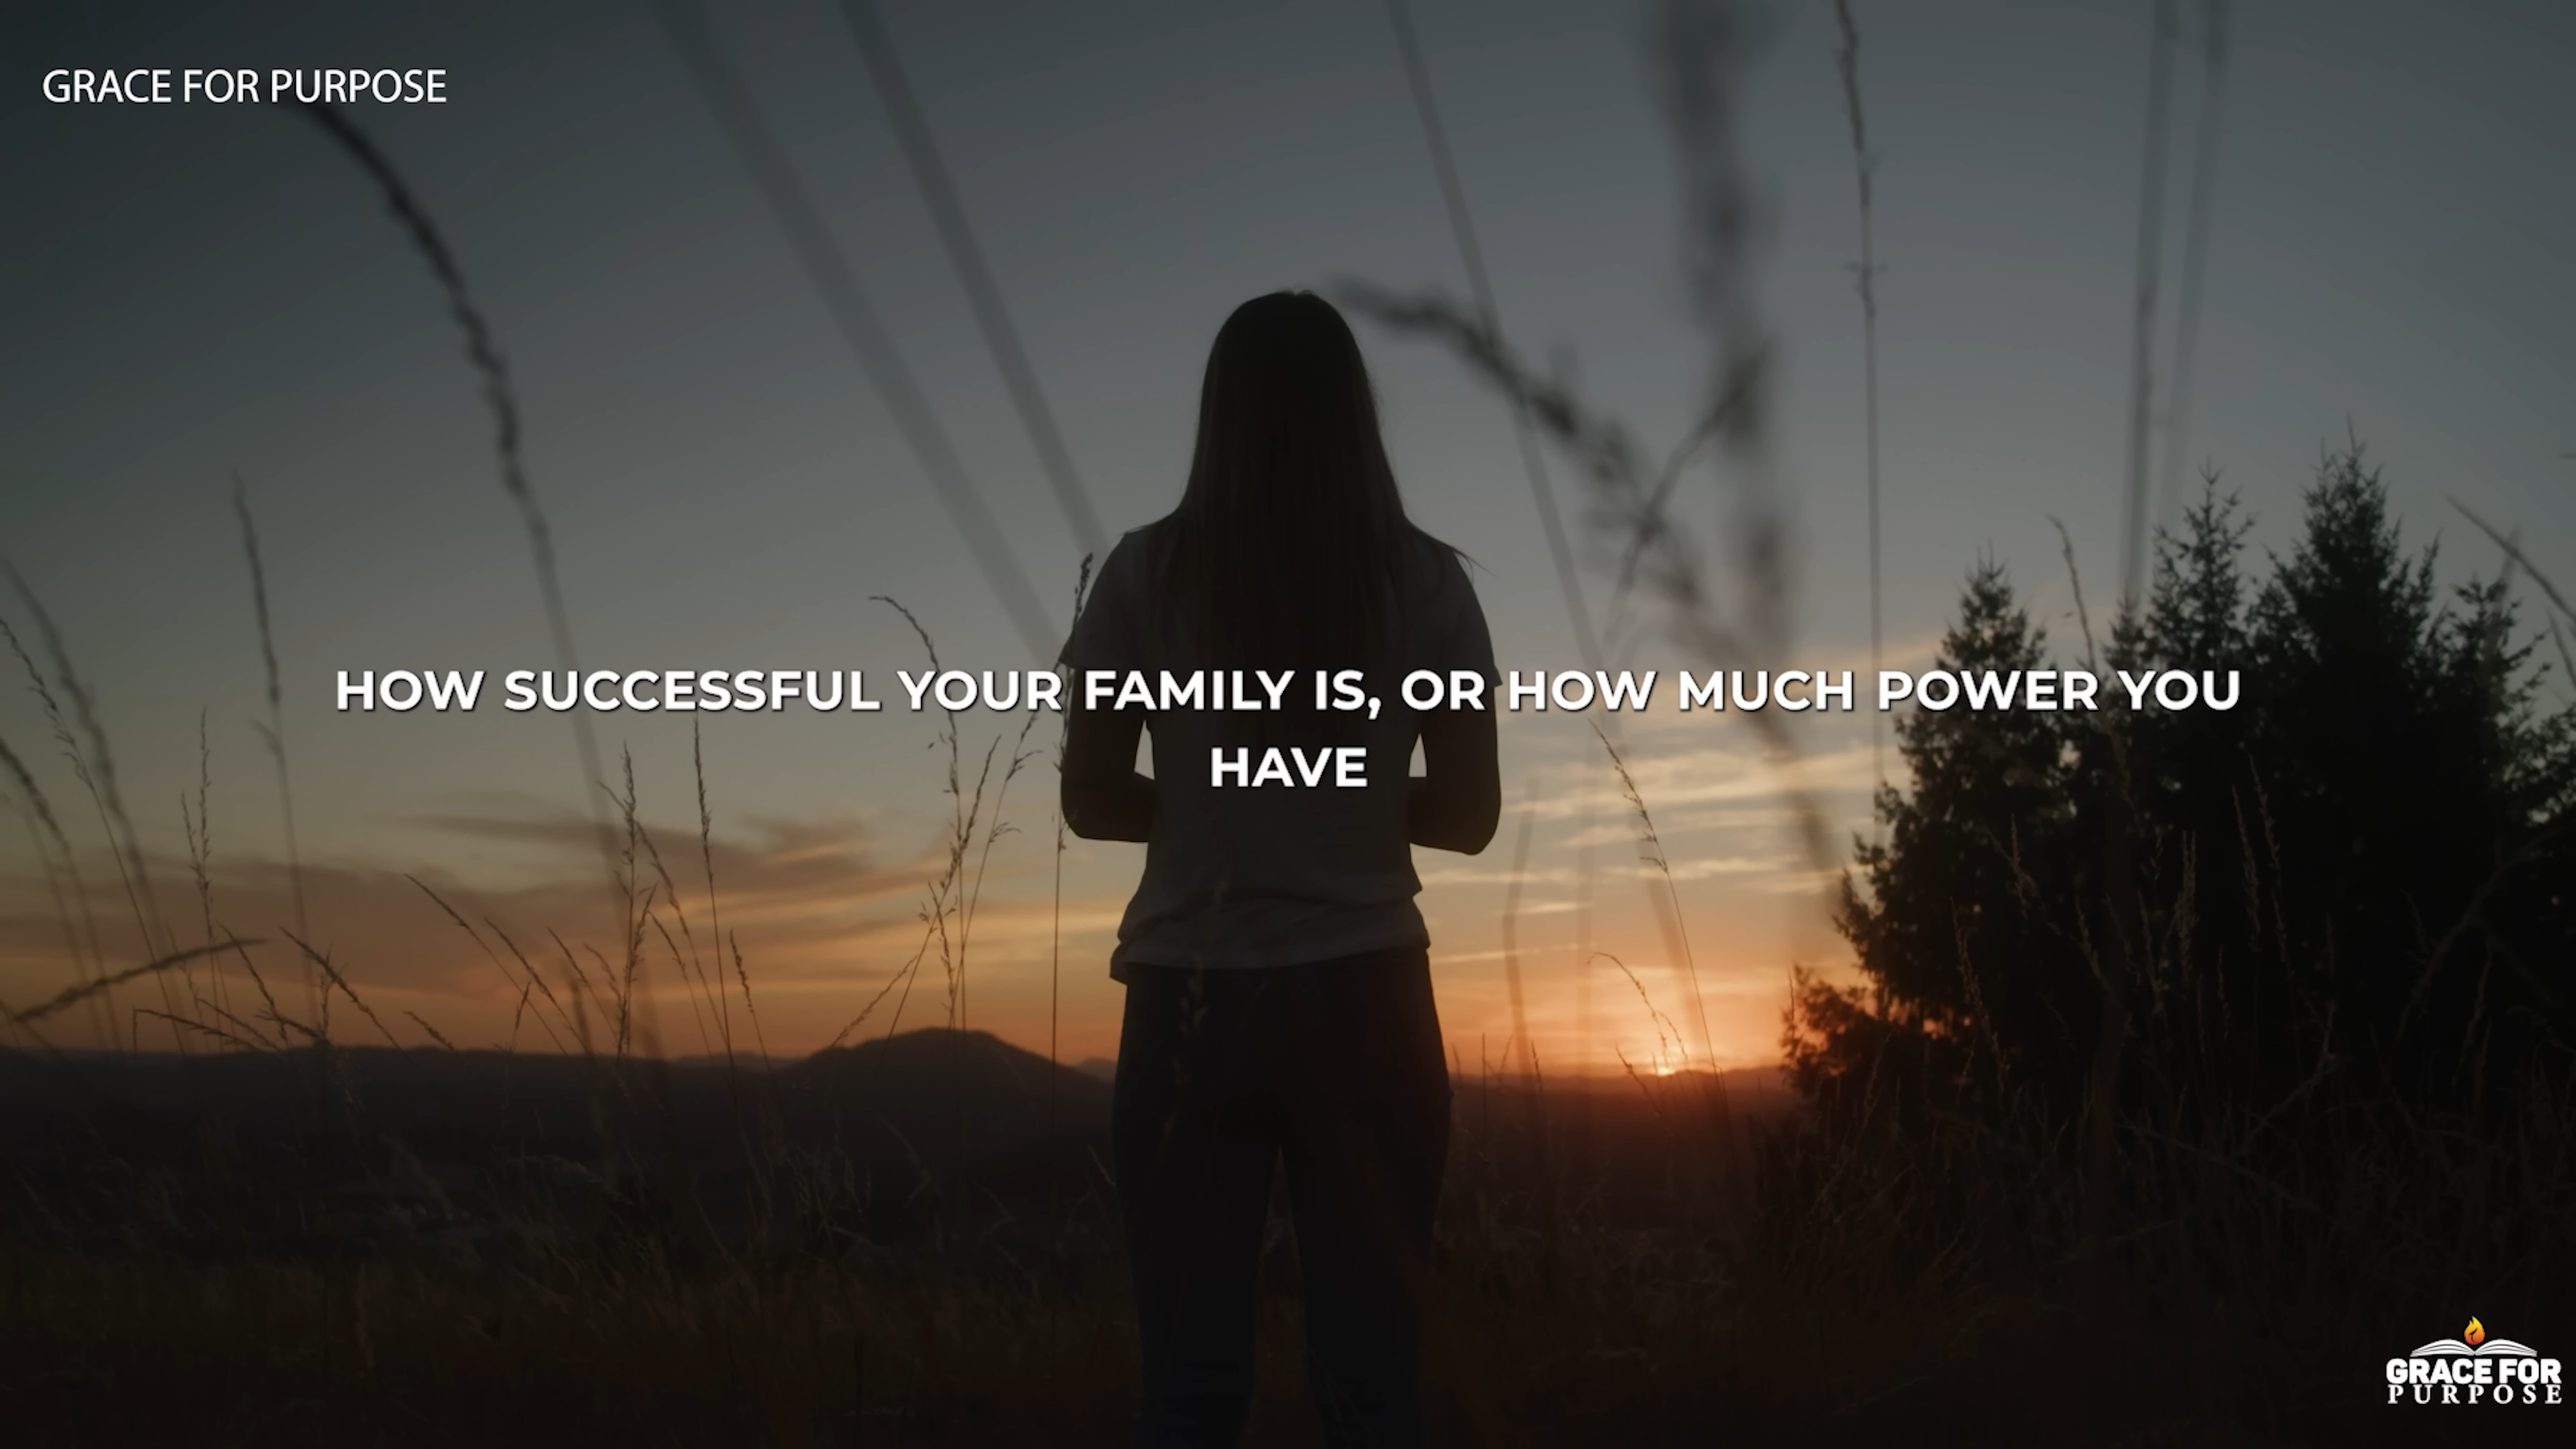 GRACE FOR PURPOSE
HOW SUCCESSFUL YOUR FAMILY IS, OR HOW MUCH POWER YOU
HAVE
GRACE FOR
PURPOSE